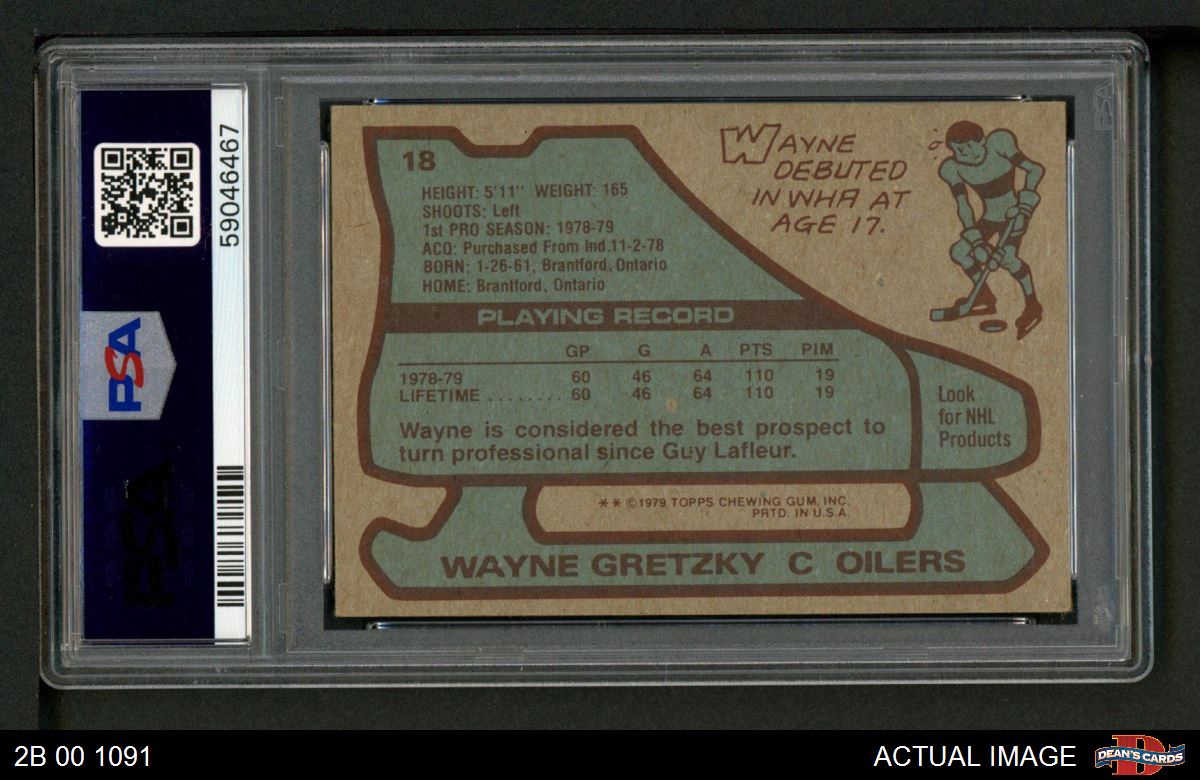 18
HEIGHT: 5'11" WEIGHT: 165
SHOOTS: Left
1st PRO SEASON: 1978-79
ACQ: Purchased From Ind.11-2-78
BORN: 1-26-61, Brantford, Ontario
HOME: Brantford, Ontario
WAYNE
DEBUTED
IN WHA AT
AGE 17.
PLAYING RECORD
GP G A PTS PIM
1978-79 60 46 64 110 19
LIFETIME ........ 60 46 64 110 19
Wayne is considered the best prospect to
turn professional since Guy Lafleur.
Look
for NHL
Products
** ©1979 TOPPS CHEWING GUM, INC.
PRTD. IN U.S.A.
WAYNE GRETZKY C OILERS
59046467
PSA
PSA
PSA
2B 00 1091
ACTUAL IMAGE
DEAN'S CARDS